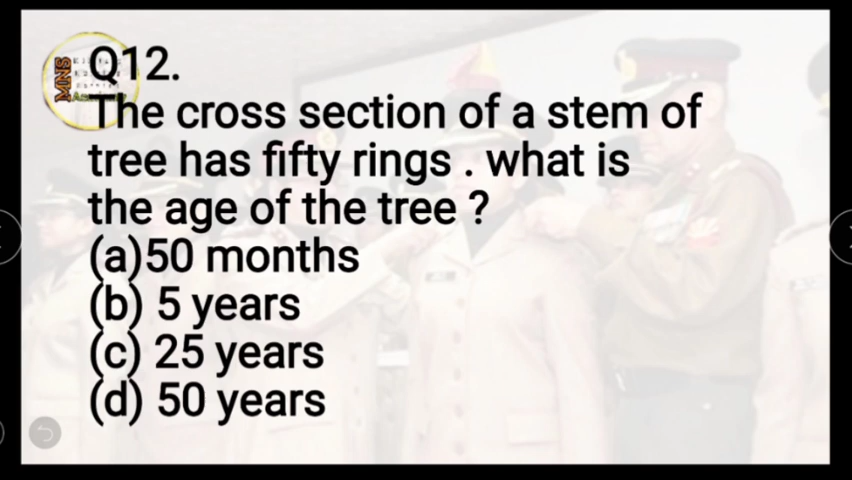 Q12.
The cross section of a stem of
tree has fifty rings . what is
the age of the tree ?
(a)50 months
(b) 5 years
(c) 25 years
(d) 50 years
MNS